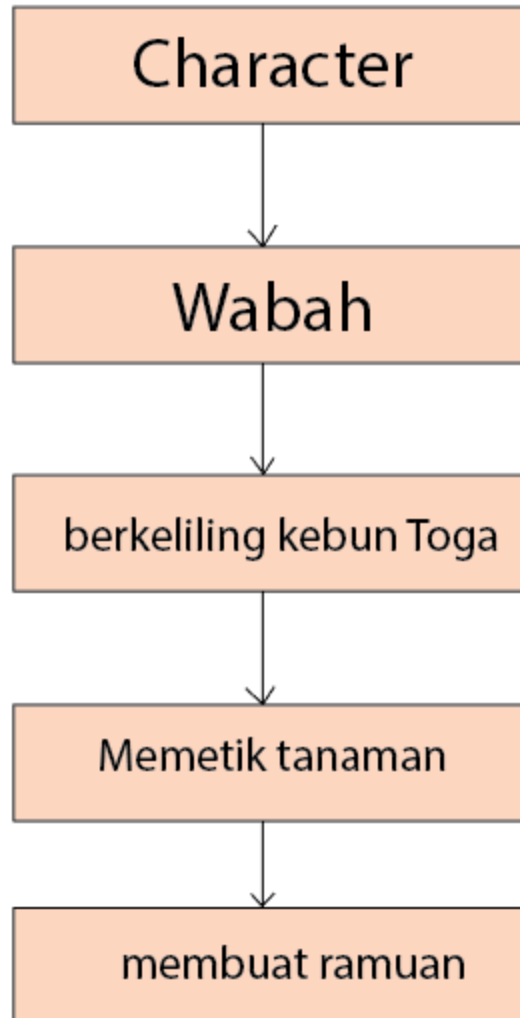 Character
Wabah
berkeliling kebun Toga
Memetik tanaman
membuat ramuan